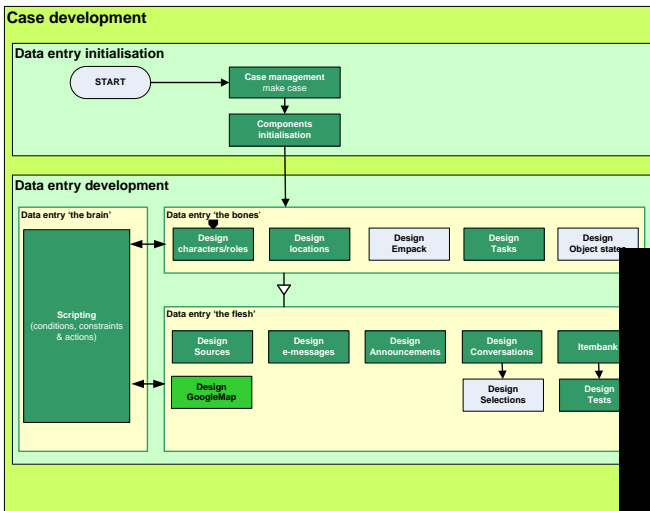 Case development
Data entry initialisation
START
Case management
make case
Components
initialisation
Data entry development
Data entry ‘the brain’
Scripting
(conditions, constraints
& actions)
Data entry ‘the bones’
Design
characters/roles
Design
locations
Design
Empack
Design
Tasks
Design
Object states
Data entry ‘the flesh’
Design
Sources
Design
e-messages
Design
Announcements
Design
Conversations
Itembank
Design
GoogleMap
Design
Selections
Design
Tests